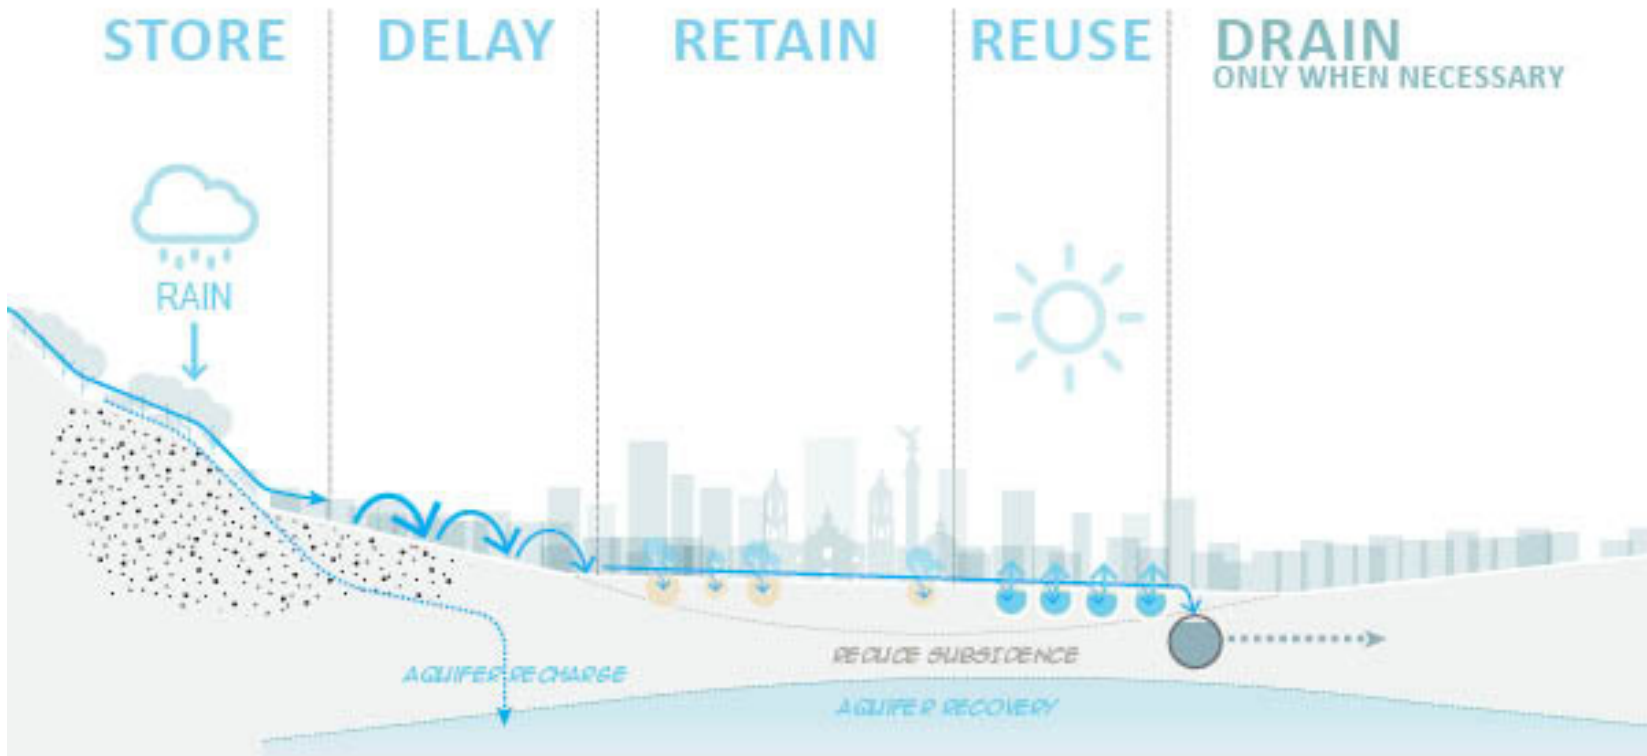 STORE
DELAY
RETAIN
REUSE
DRAIN
ONLY WHEN NECESSARY
RAIN
REDUCE SUBSIDENCE
AQUIFER RECHARGE
AQUIFER RECOVERY